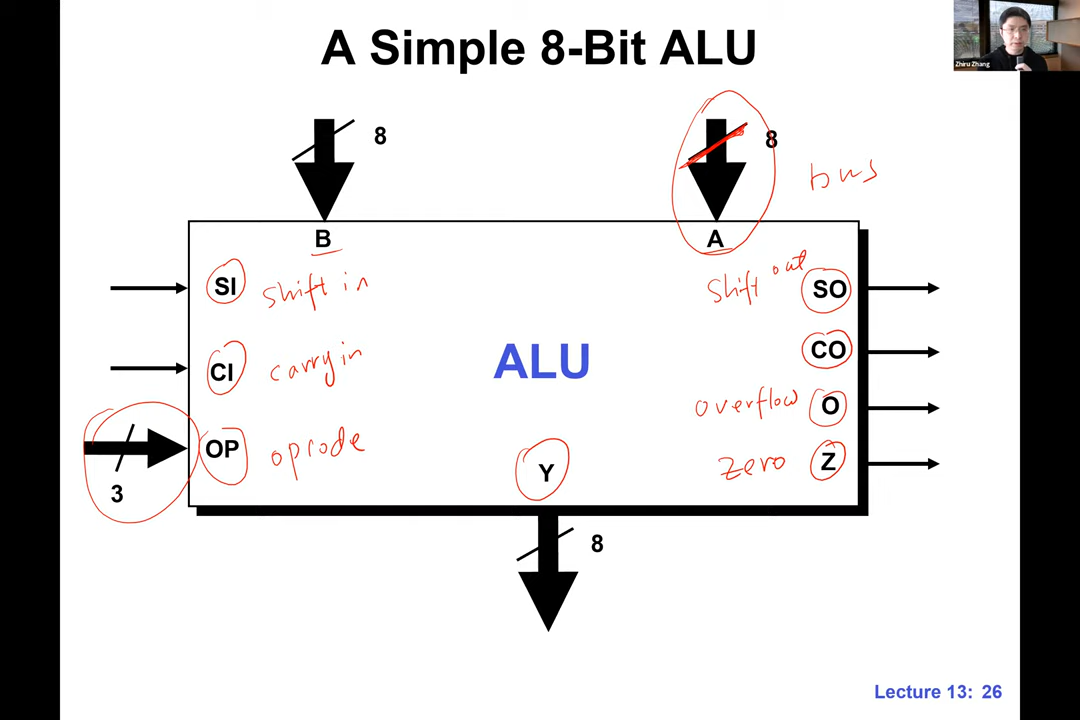 A Simple 8-Bit ALU
Zhiru Zhang
8
8
bus
B
A
SI shift in
shift out SO
CI carry in
CO
ALU
overflow O
OP opcode
Y
zero Z
3
8
Lecture 13: 26